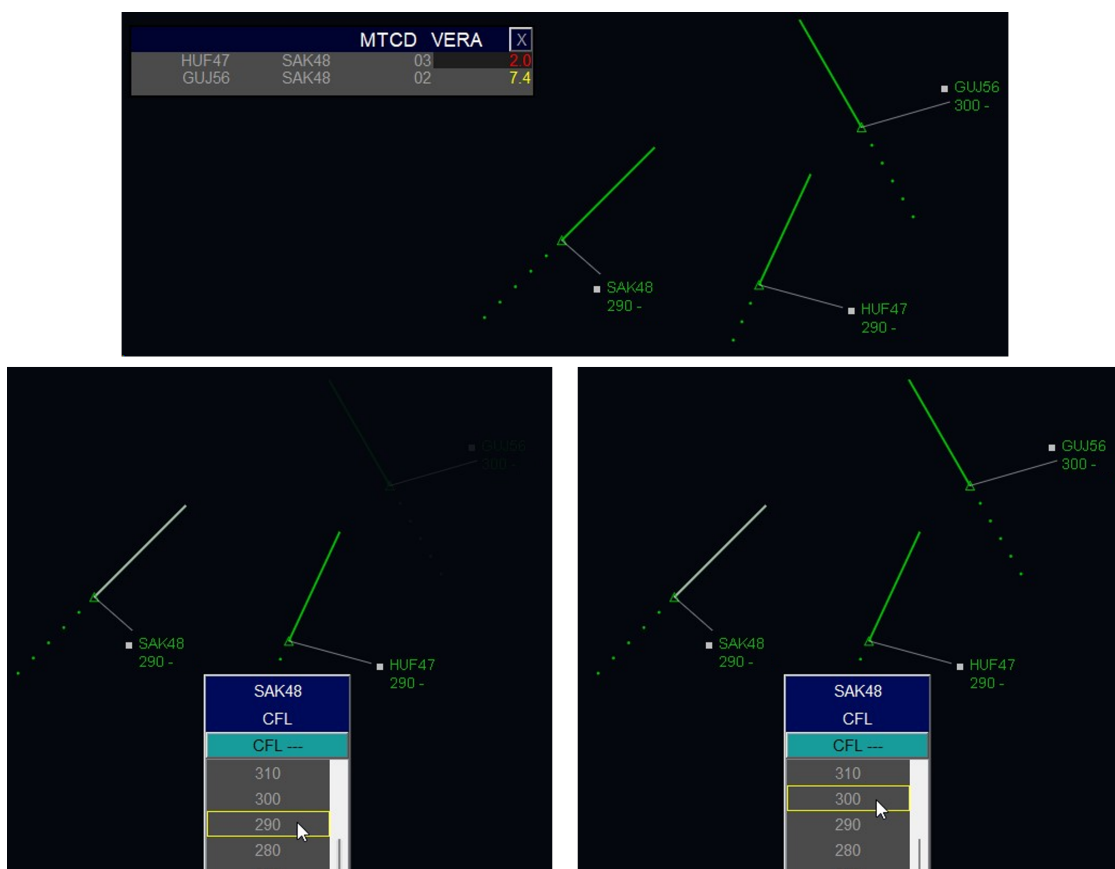 MTCD VERA X
HUF47 SAK48 03 2.0
GUJ56 SAK48 02 7.4
GUJ56
300 -
SAK48
290 -
HUF47
290 -
GUJ56
300 -
SAK48
290 -
HUF47
290 -
SAK48
CFL
CFL ---
310
300
290
280
GUJ56
300 -
SAK48
290 -
HUF47
290 -
SAK48
CFL
CFL ---
310
300
290
280